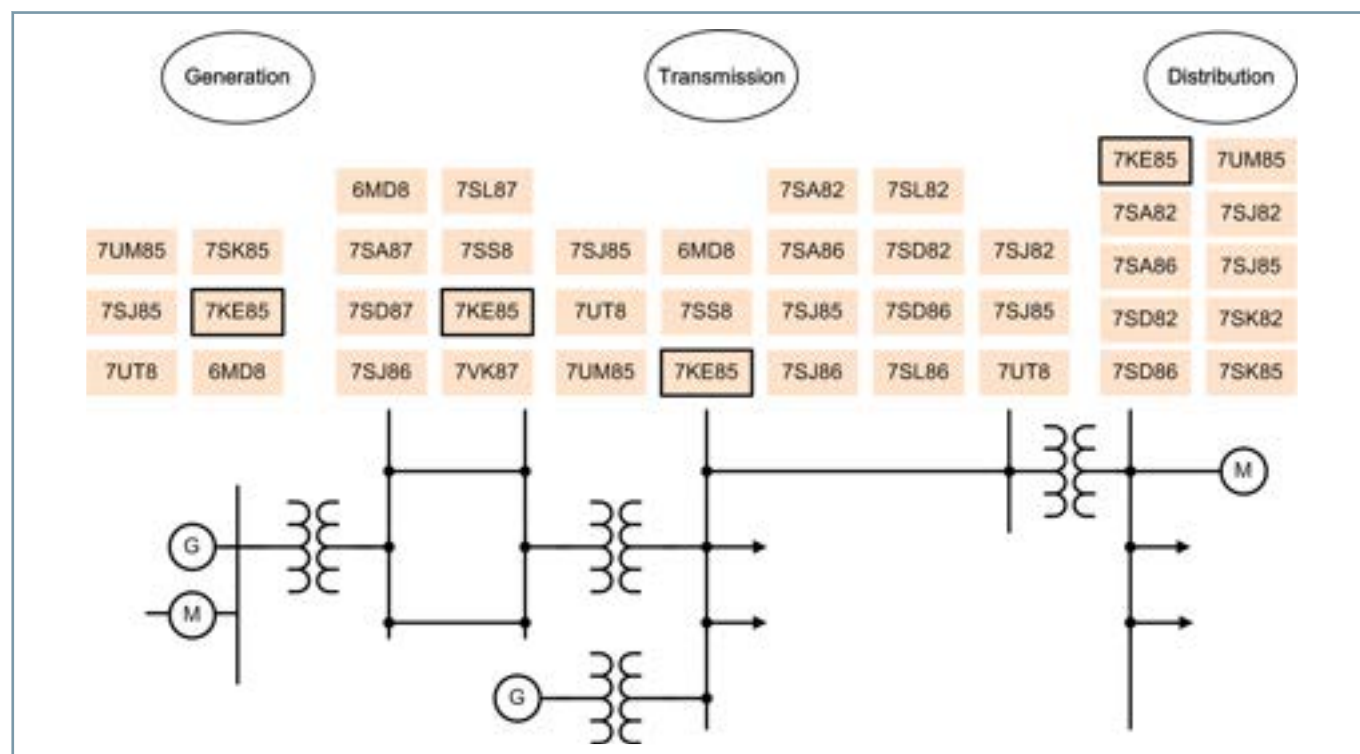 Generation Transmission Distribution
7KE85 7UM85
6MD8 7SL87 7SA82 7SL82
7SA82 7SJ82
7UM85 7SK85 7SA87 7SS8 7SJ85 6MD8 7SA86 7SD82 7SJ82
7SA86 7SJ85
7SJ85 7KE85 7SD87 7KE85 7UT8 7SS8 7SJ85 7SD86 7SJ85
7SD82 7SK82
7UT8 6MD8 7SJ86 7VK87 7UM85 7KE85 7SJ86 7SL86 7UT8 7SD86 7SK85
M
G
M
G